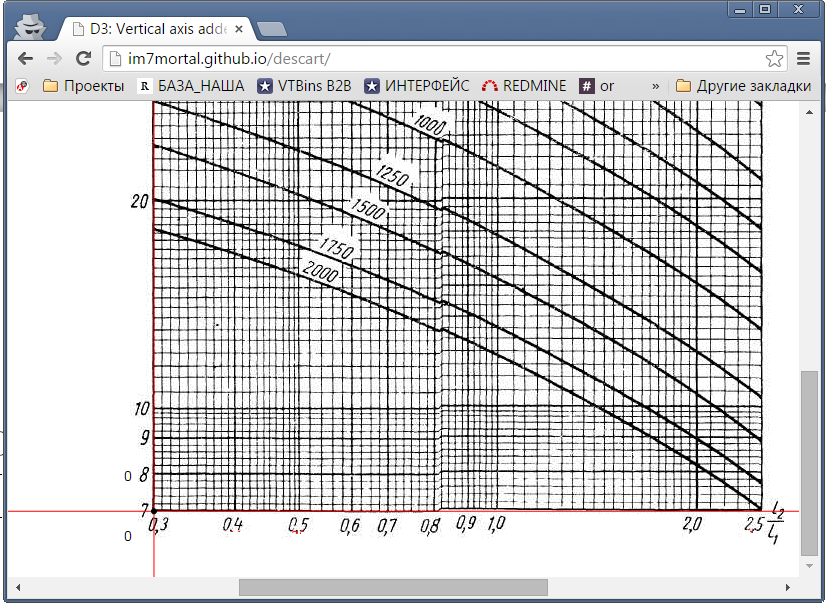 D3: Vertical axis adde
im7mortal.github.io/descart/
Проекты
R БАЗА_НАША
VTBins B2B
ИНТЕРФЕЙС
REDMINE
# or
»
Другие закладки
1000
1250
20
1500
1750
2000
10
9
0 8
7
0,3 0,4 0,5 0,6 0,7 0,8 0,9 1,0 2,0 2,5 l2/l1
0